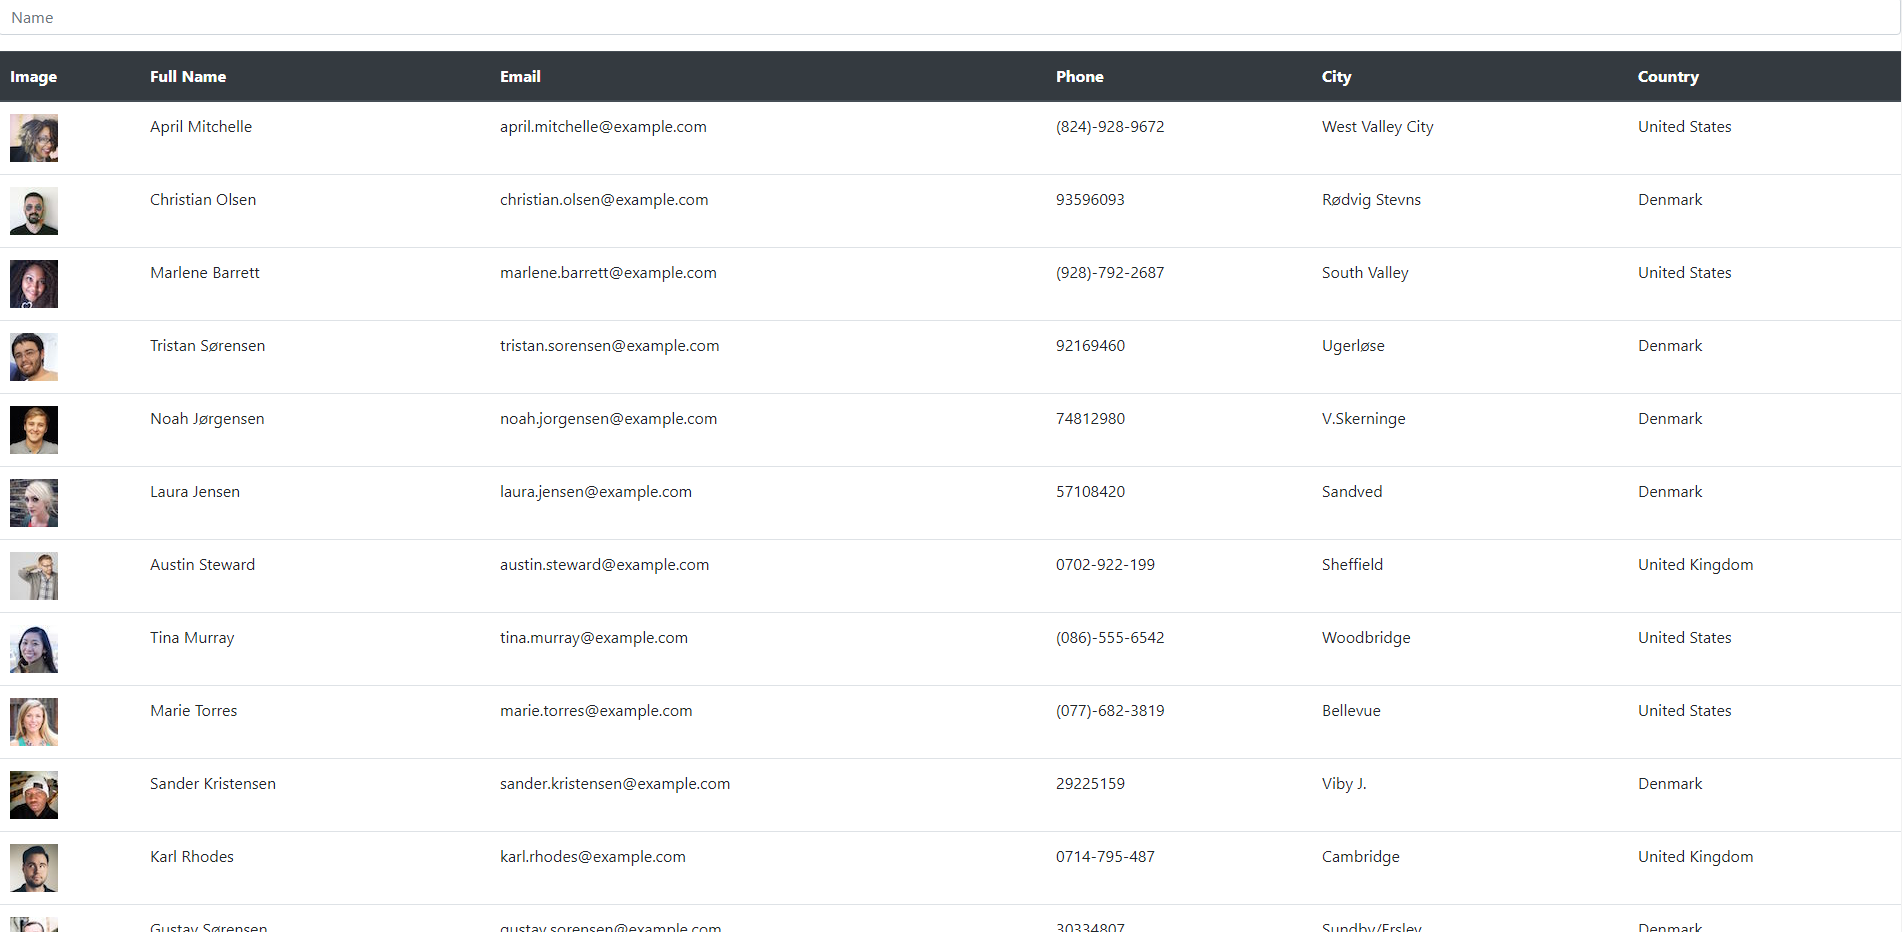 Name
Image Full Name Email Phone City Country
April Mitchelle april.mitchelle@example.com (824)-928-9672 West Valley City United States
Christian Olsen christian.olsen@example.com 93596093 Rødvig Stevns Denmark
Marlene Barrett marlene.barrett@example.com (928)-792-2687 South Valley United States
Tristan Sørensen tristan.sorensen@example.com 92169460 Ugerløse Denmark
Noah Jørgensen noah.jorgensen@example.com 74812980 V.Skerninge Denmark
Laura Jensen laura.jensen@example.com 57108420 Sandved Denmark
Austin Steward austin.steward@example.com 0702-922-199 Sheffield United Kingdom
Tina Murray tina.murray@example.com (086)-555-6542 Woodbridge United States
Marie Torres marie.torres@example.com (077)-682-3819 Bellevue United States
Sander Kristensen sander.kristensen@example.com 29225159 Viby J. Denmark
Karl Rhodes karl.rhodes@example.com 0714-795-487 Cambridge United Kingdom
Gustav Sørensen gustav.sorensen@example.com 30334807 Sundby/Erslev Denmark